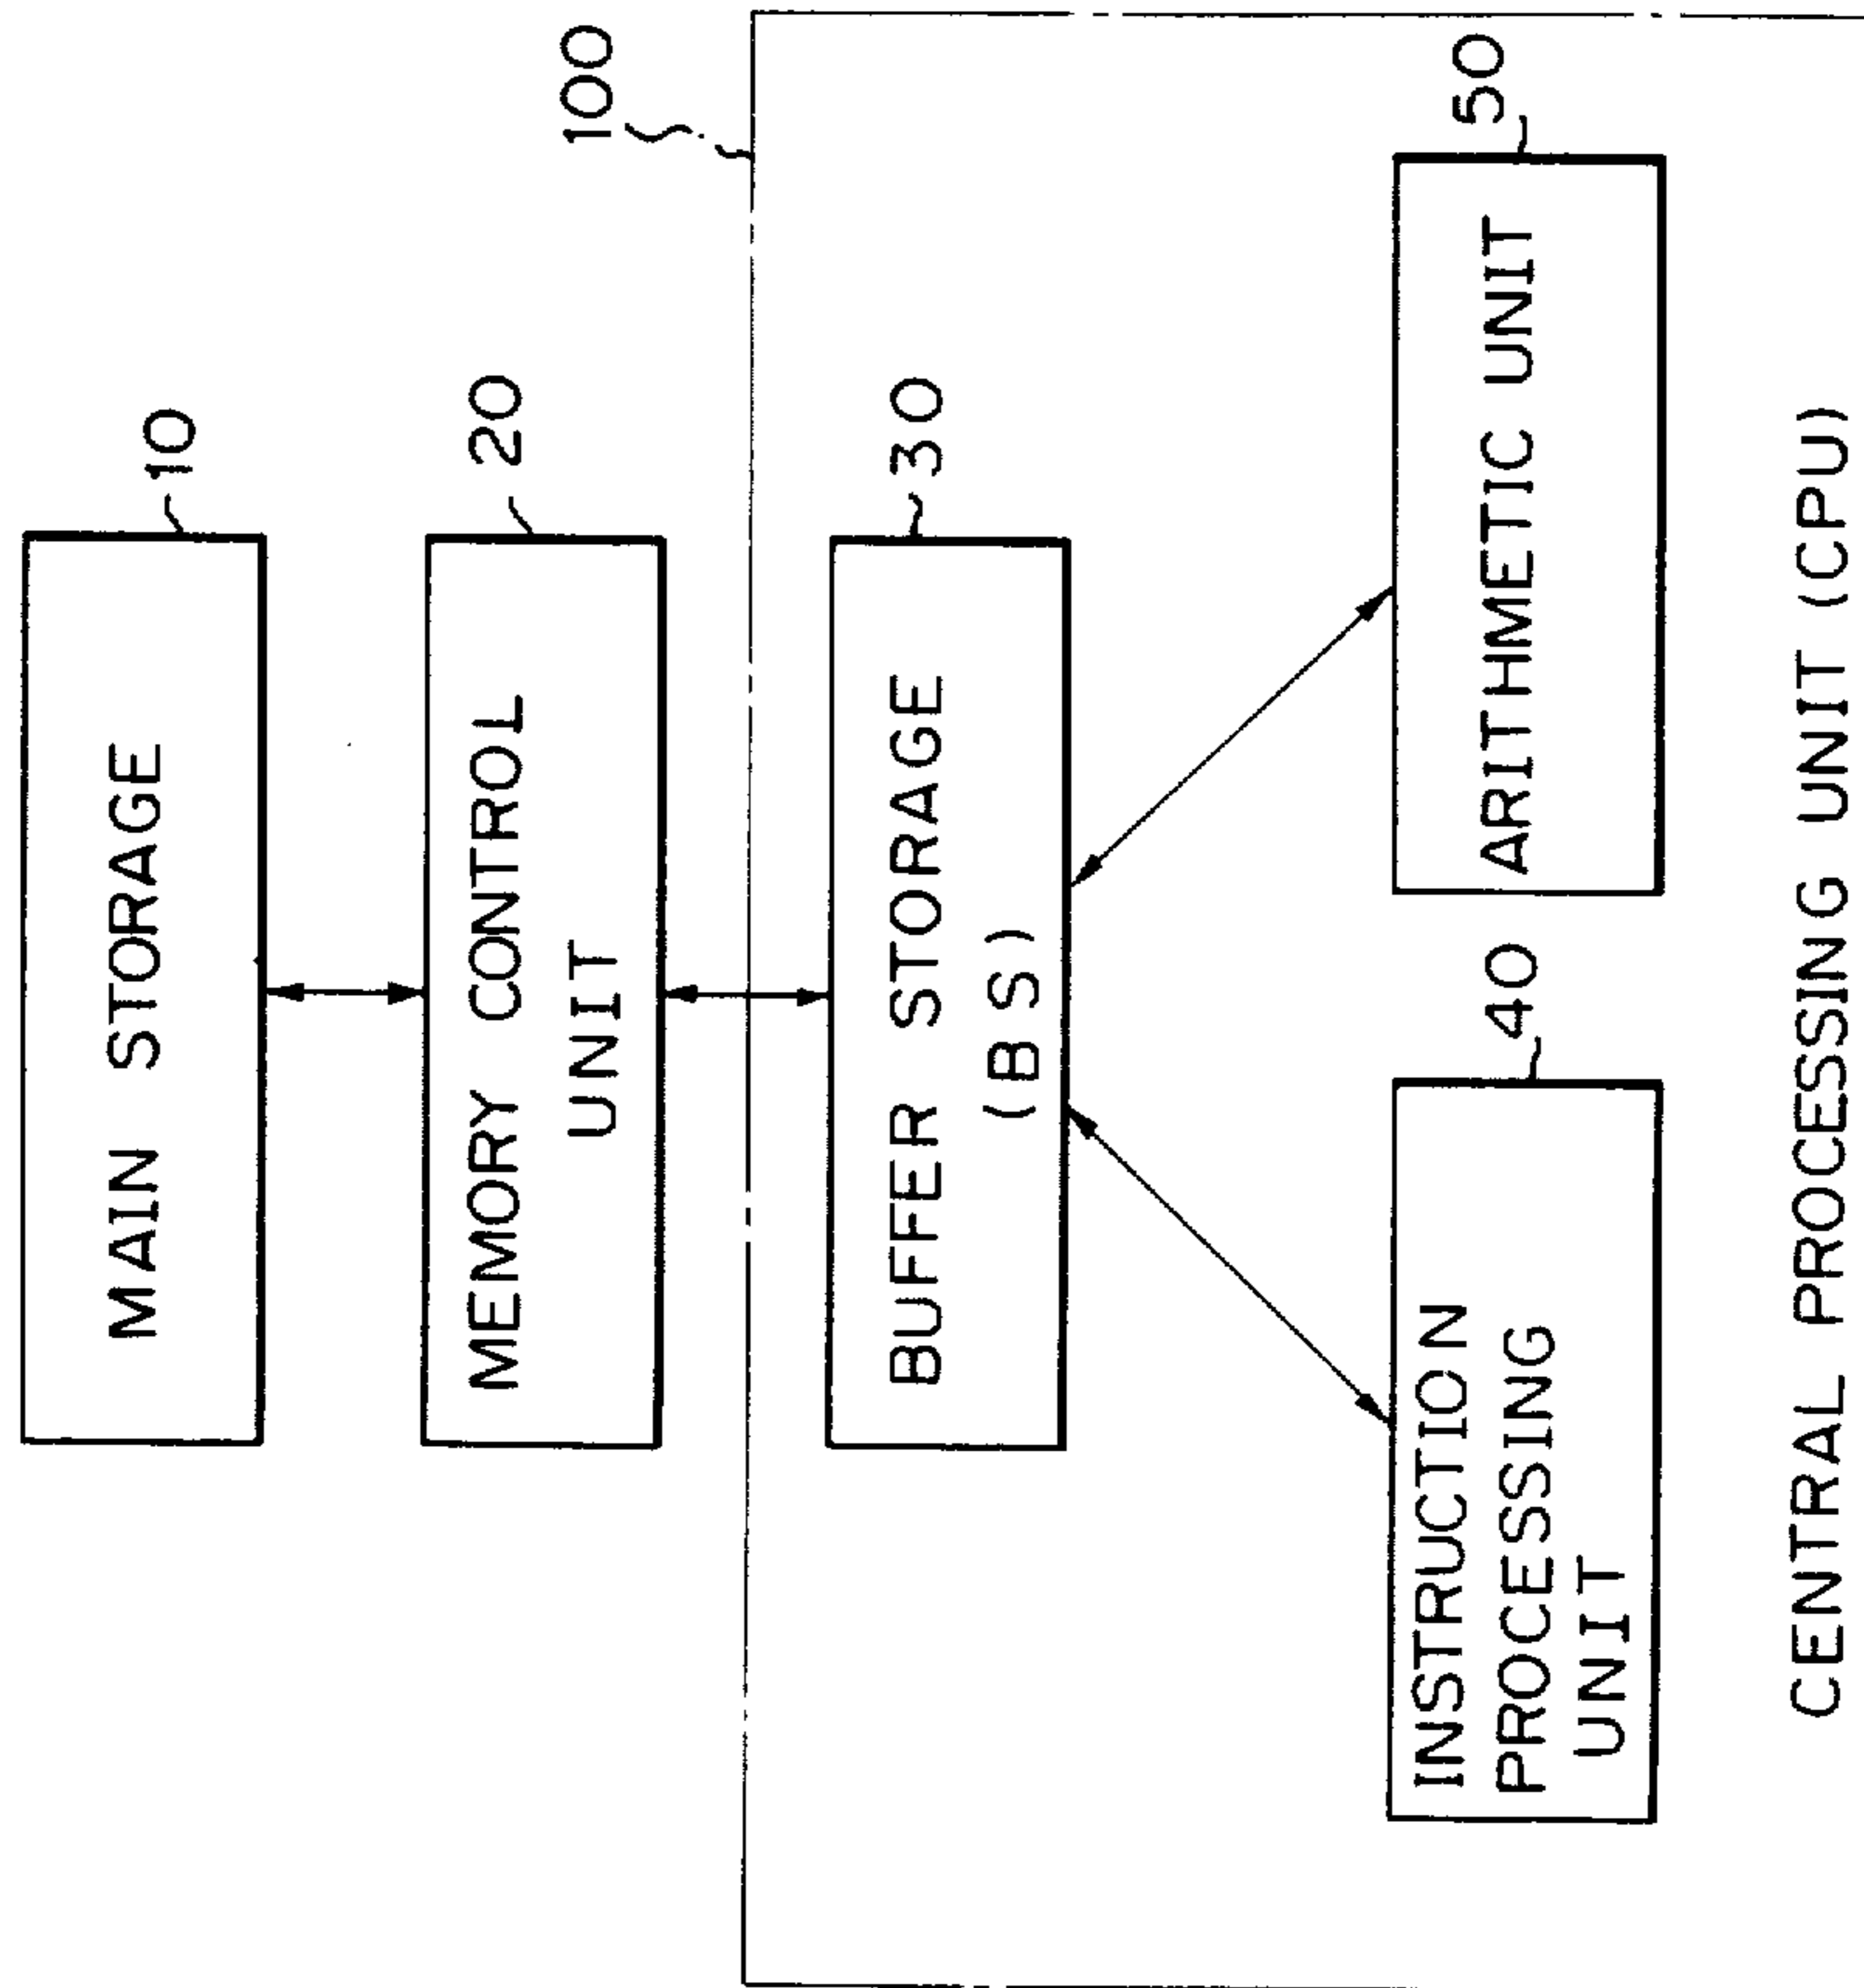 MAIN STORAGE
10
MEMORY CONTROL
UNIT
20
100
BUFFER STORAGE
(BS)
30
INSTRUCTION
PROCESSING
UNIT
40
ARITHMETIC UNIT
50
CENTRAL PROCESSING UNIT (CPU)